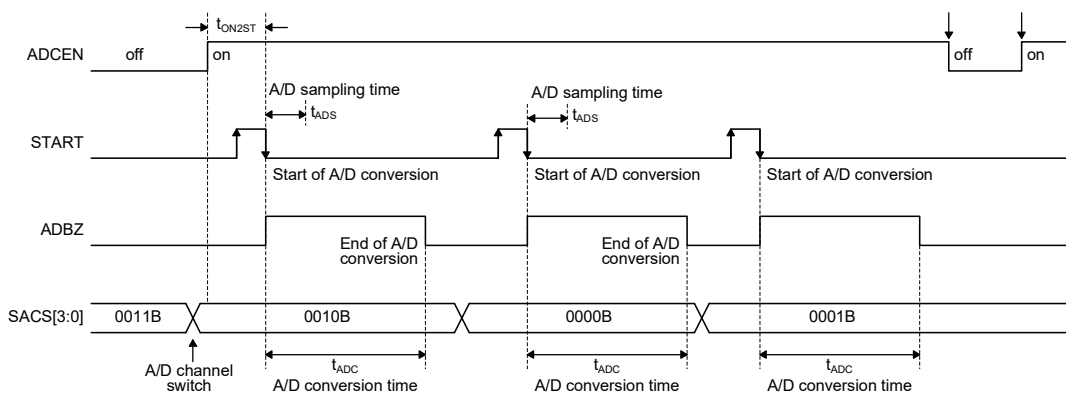 tON2ST
ADCEN
off
on
off
on
A/D sampling time
A/D sampling time
tADS
tADS
START
Start of A/D conversion
Start of A/D conversion
Start of A/D conversion
ADBZ
End of A/D
conversion
End of A/D
conversion
SACS[3:0]
0011B
0010B
0000B
0001B
A/D channel
switch
tADC
A/D conversion time
tADC
A/D conversion time
tADC
A/D conversion time